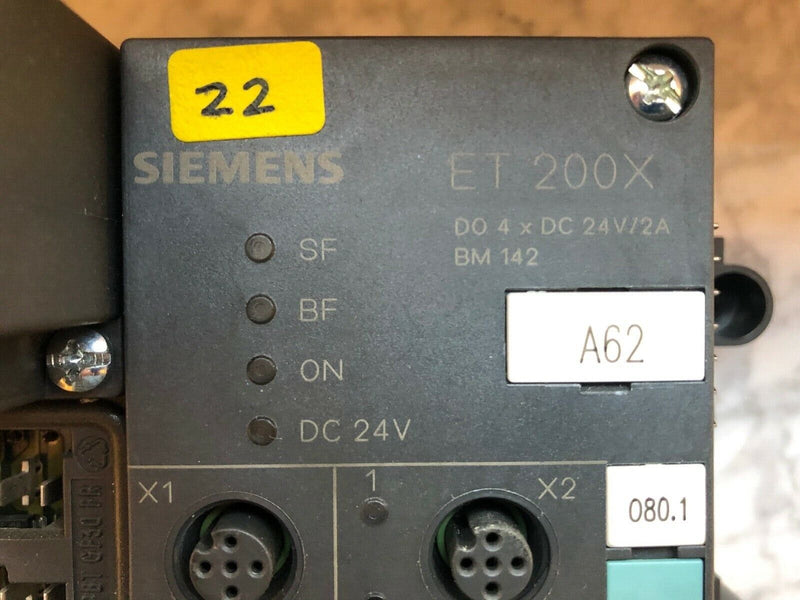 22
SIEMENS
ET 200X
DO 4 x DC 24V/2A
BM 142
SF
BF
ON
DC 24V
A62
X1
1
X2
080.1